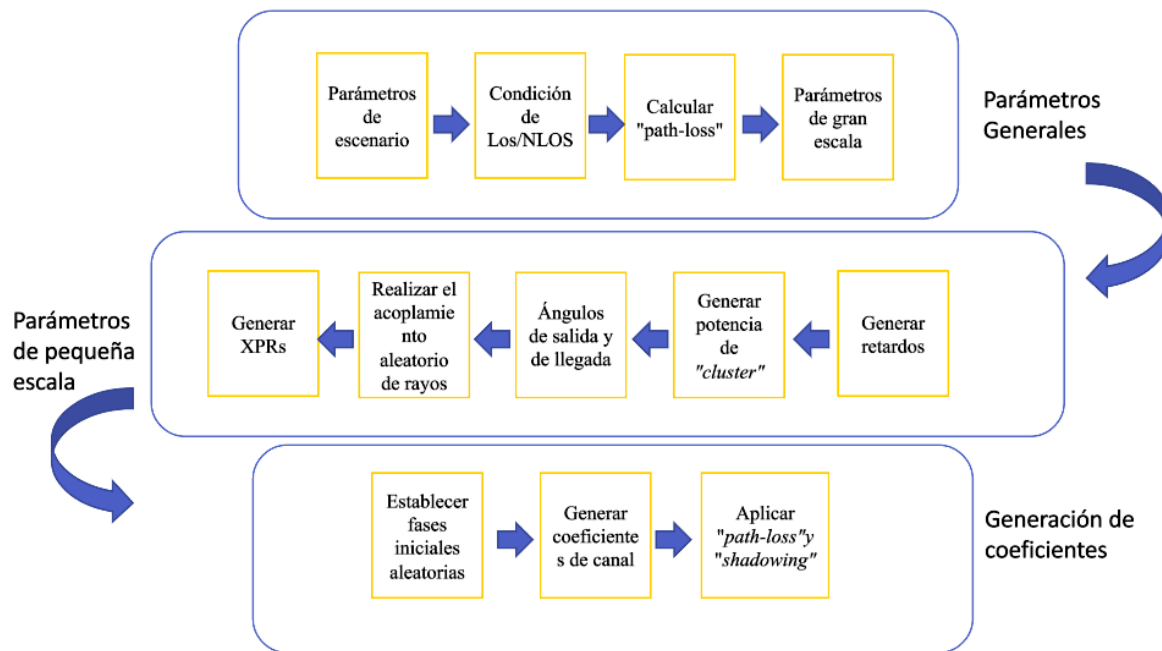 Parámetros
de
escenario
Condición
de
Los/NLOS
Calcular
"path-loss"
Parámetros
de gran
escala
Parámetros
Generales
Parámetros
de pequeña
escala
Generar
XPRs
Realizar el
acoplamie
nto
aleatorio
de rayos
Ángulos
de salida y
de llegada
Generar
potencia
de
"cluster"
Generar
retardos
Establecer
fases
iniciales
aleatorias
Generar
coeficiente
s de canal
Aplicar
"path-loss"y
"shadowing"
Generación de
coeficientes